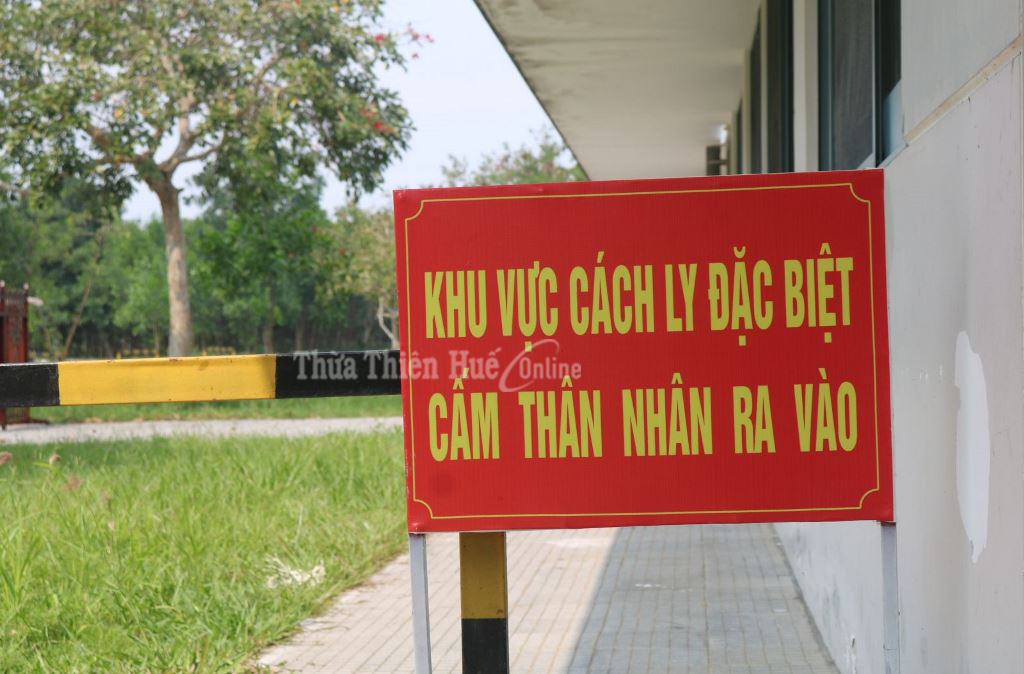 KHU VỰC CÁCH LY ĐẶC BIỆT
Thừa Thiên Huế Online
CẤM THÂN NHÂN RA VÀO